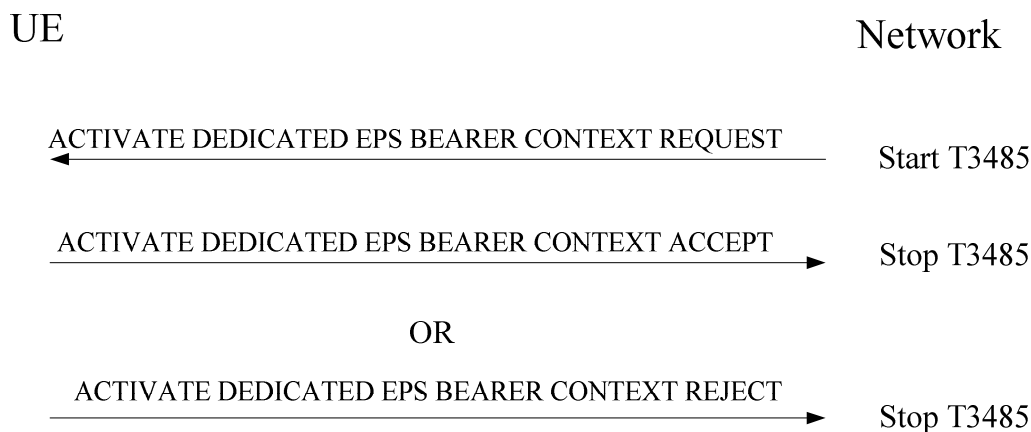 UE
Network
ACTIVATE DEDICATED EPS BEARER CONTEXT REQUEST
Start T3485
ACTIVATE DEDICATED EPS BEARER CONTEXT ACCEPT
Stop T3485
OR
ACTIVATE DEDICATED EPS BEARER CONTEXT REJECT
Stop T3485